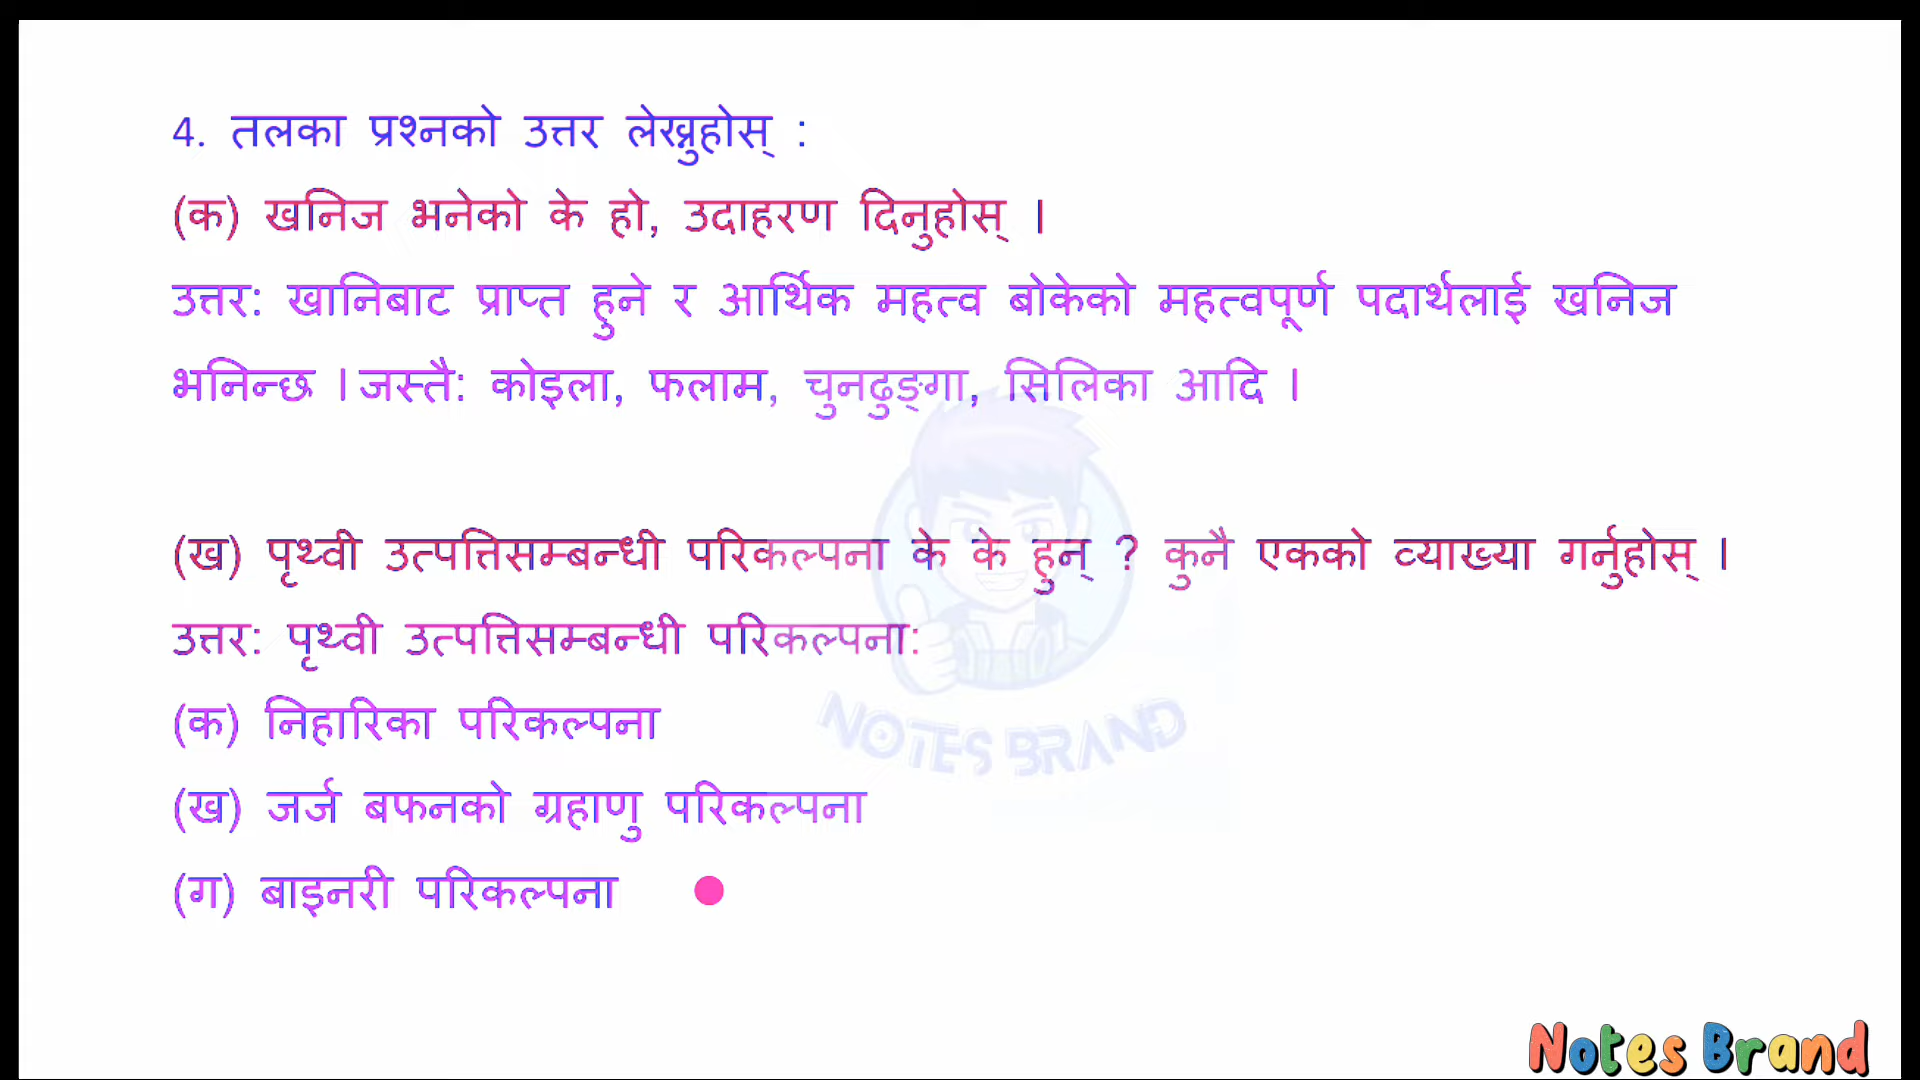 4. तलका प्रश्नको उत्तर लेख्नुहोस् :
(क) खनिज भनेको के हो, उदाहरण दिनुहोस् ।
उत्तर: खानिबाट प्राप्त हुने र आर्थिक महत्व बोकेको महत्वपूर्ण पदार्थलाई खनिज
भनिन्छ । जस्तै: कोइला, फलाम, चुनढुङ्गा, सिलिका आदि ।
(ख) पृथ्वी उत्पत्तिसम्बन्धी परिकल्पना के के हुन् ? कुनै एकको व्याख्या गर्नुहोस् ।
उत्तर: पृथ्वी उत्पत्तिसम्बन्धी परिकल्पना:
(क) निहारिका परिकल्पना
NOTES BRAND
(ख) जर्ज बफनको ग्रहाणु परिकल्पना
(ग) बाइनरी परिकल्पना
Notes Brand